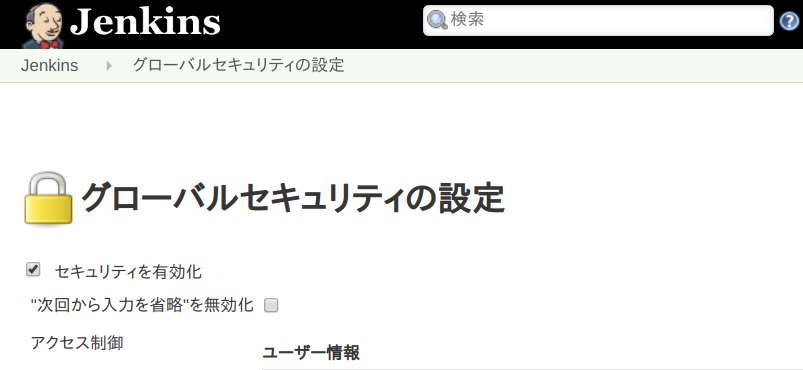 Jenkins
検索
?
Jenkins グローバルセキュリティの設定
グローバルセキュリティの設定
セキュリティを有効化
"次回から入力を省略"を無効化
アクセス制御
ユーザー情報